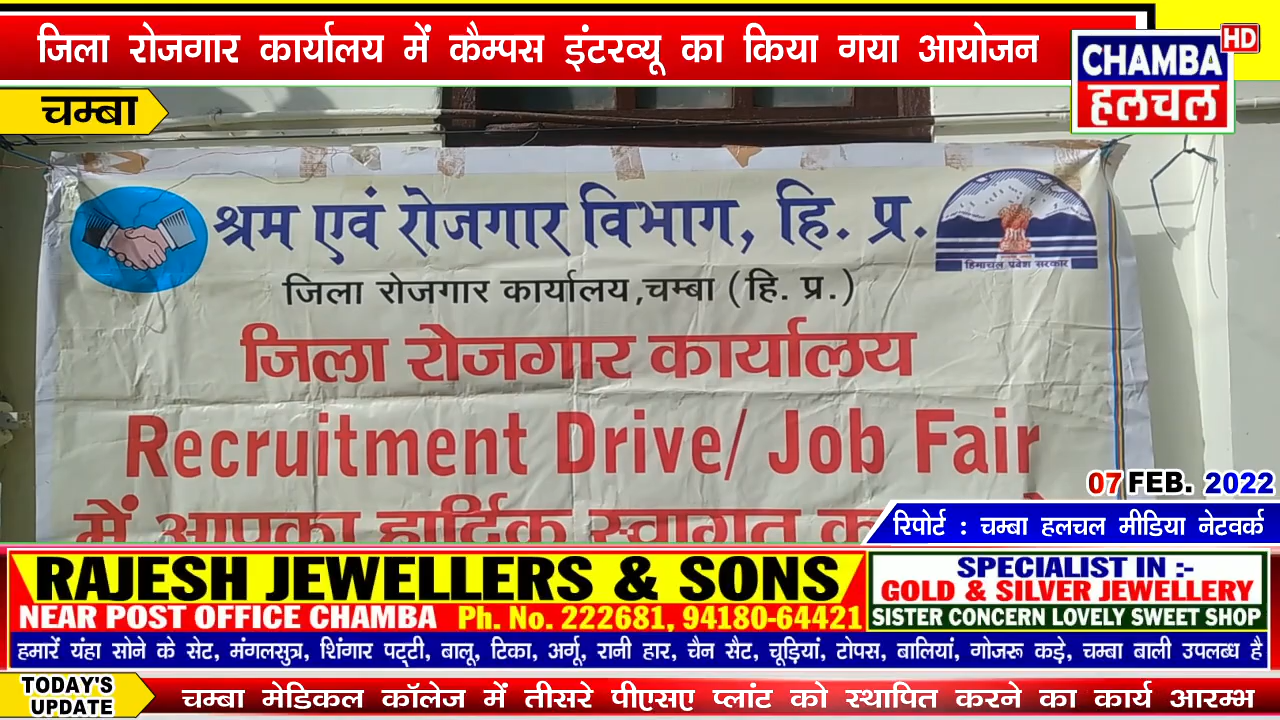 जिला रोजगार कार्यालय में कैम्पस इंटरव्यू का किया गया आयोजन
CHAMBA HD
हलचल
चम्बा
श्रम एवं रोजगार विभाग, हि. प्र.
हिमाचल प्रदेश सरकार
जिला रोजगार कार्यालय,चम्बा (हि. प्र.)
जिला रोजगार कार्यालय
Recruitment Drive/ Job Fair
में आपका हार्दिक स्वागत
07 FEB. 2022
रिपोर्ट : चम्बा हलचल मीडिया नेटवर्क
RAJESH JEWELLERS & SONS
NEAR POST OFFICE CHAMBA Ph. No. 222681, 94180-64421
SPECIALIST IN :-
GOLD & SILVER JEWELLERY
SISTER CONCERN LOVELY SWEET SHOP
हमारें यंहा सोने के सेट, मंगलसुत्र, शिंगार पट्टी, बालू, टिका, अर्गू, रानी हार, चैन सैट, चूड़ियां, टोपस, बालियां, गोजरू कड़े, चम्बा बाली उपलब्ध है
TODAY'S
UPDATE
चम्बा मेडिकल कॉलेज में तीसरे पीएसए प्लांट को स्थापित करने का कार्य आरम्भ